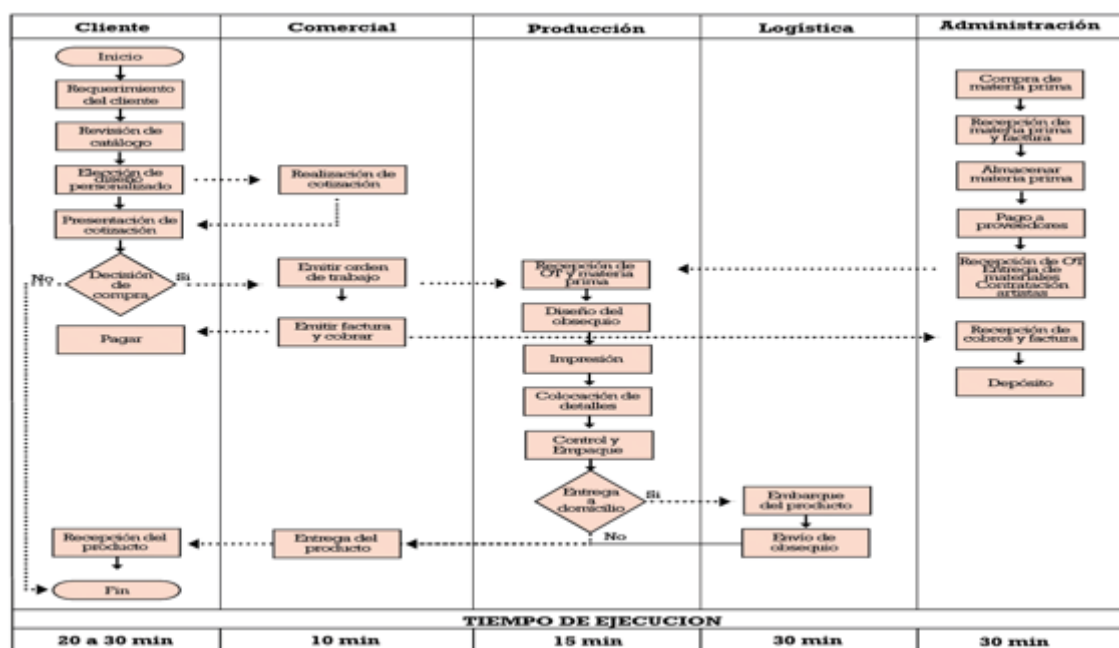 Cliente
Comercial
Producción
Logística
Administración
Inicio
Requerimiento
del cliente
Revisión de
catálogo
Elección de
diseño
personalizado
Presentación de
cotización
No
Decisión
de
compra
Si
Pagar
Recepción del
producto
Fin
Realización de
cotización
Emitir orden
de trabajo
Emitir factura
y cobrar
Entrega del
producto
Recepción de
OT y materia
prima
Diseño del
obsequio
Impresión
Colocación de
detalles
Control y
Empaque
Entrega
a
domicilio
Si
No
Embarque
del producto
Envío de
obsequio
Compra de
materia prima
Recepción de
materia prima
y factura
Almacenar
materia prima
Pago a
proveedores
Recepción de OT
Entrega de
materiales
Contratación
artistas
Recepción de
cobros y factura
Depósito
TIEMPO DE EJECUCION
20 a 30 min
10 min
15 min
30 min
30 min